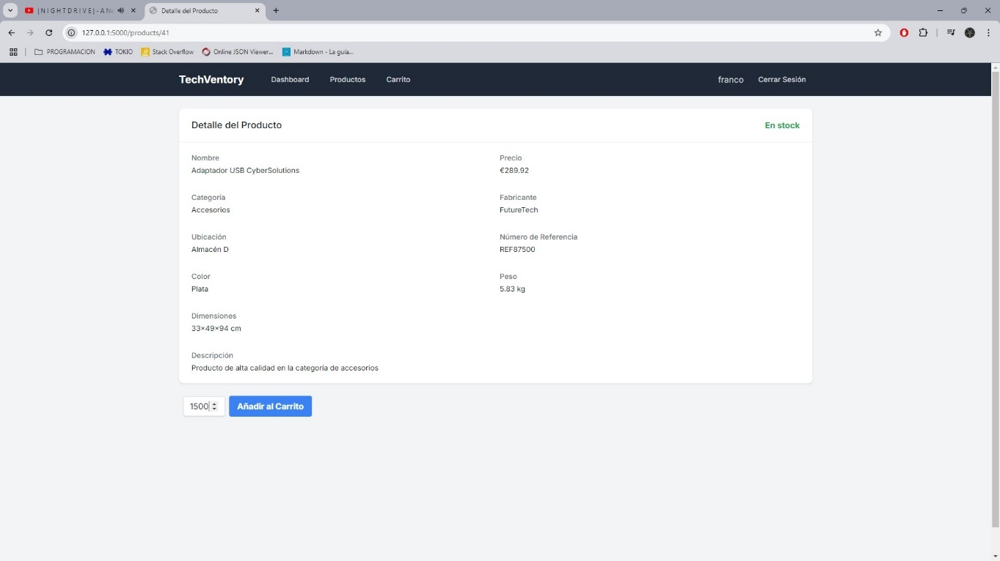 |N I G H T D R I V E|- A N
Detalle del Producto
127.0.0.1:5000/products/41
PROGRAMACION TOKIO Stack Overflow Online JSON Viewer... Markdown - La guía...
TechVentory Dashboard Productos Carrito franco Cerrar Sesión
Detalle del Producto En stock
Nombre Precio
Adaptador USB CyberSolutions €289.92
Categoría Fabricante
Accesorios FutureTech
Ubicación Número de Referencia
Almacén D REF87500
Color Peso
Plata 5.83 kg
Dimensiones
33×49×94 cm
Descripción
Producto de alta calidad en la categoría de accesorios
1500 Añadir al Carrito